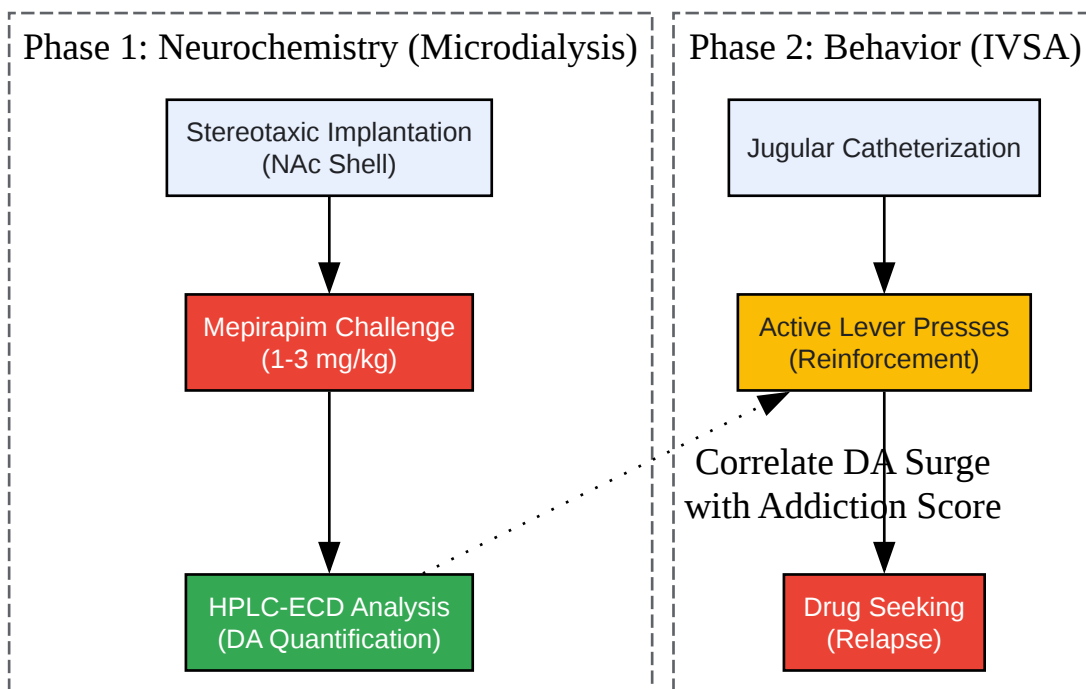 Phase 1: Neurochemistry (Microdialysis)
Stereotaxic Implantation
(NAc Shell)
Mepirapim Challenge
(1-3 mg/kg)
HPLC-ECD Analysis
(DA Quantification)
Phase 2: Behavior (IVSA)
Jugular Catheterization
Active Lever Presses
(Reinforcement)
Correlate DA Surge
with Addiction Score
Drug Seeking
(Relapse)